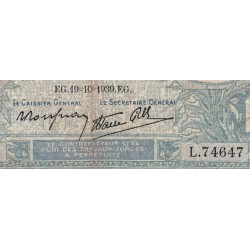 EG.19-10-1939.EG.
LE CAISSIER GÉNÉRAL LE SECRÉTAIRE GÉNÉRAL
L.74647
LE CONTREFACTEUR SERA
PUNI DES TRAVAUX FORCÉS
A PERPÉTUITÉ